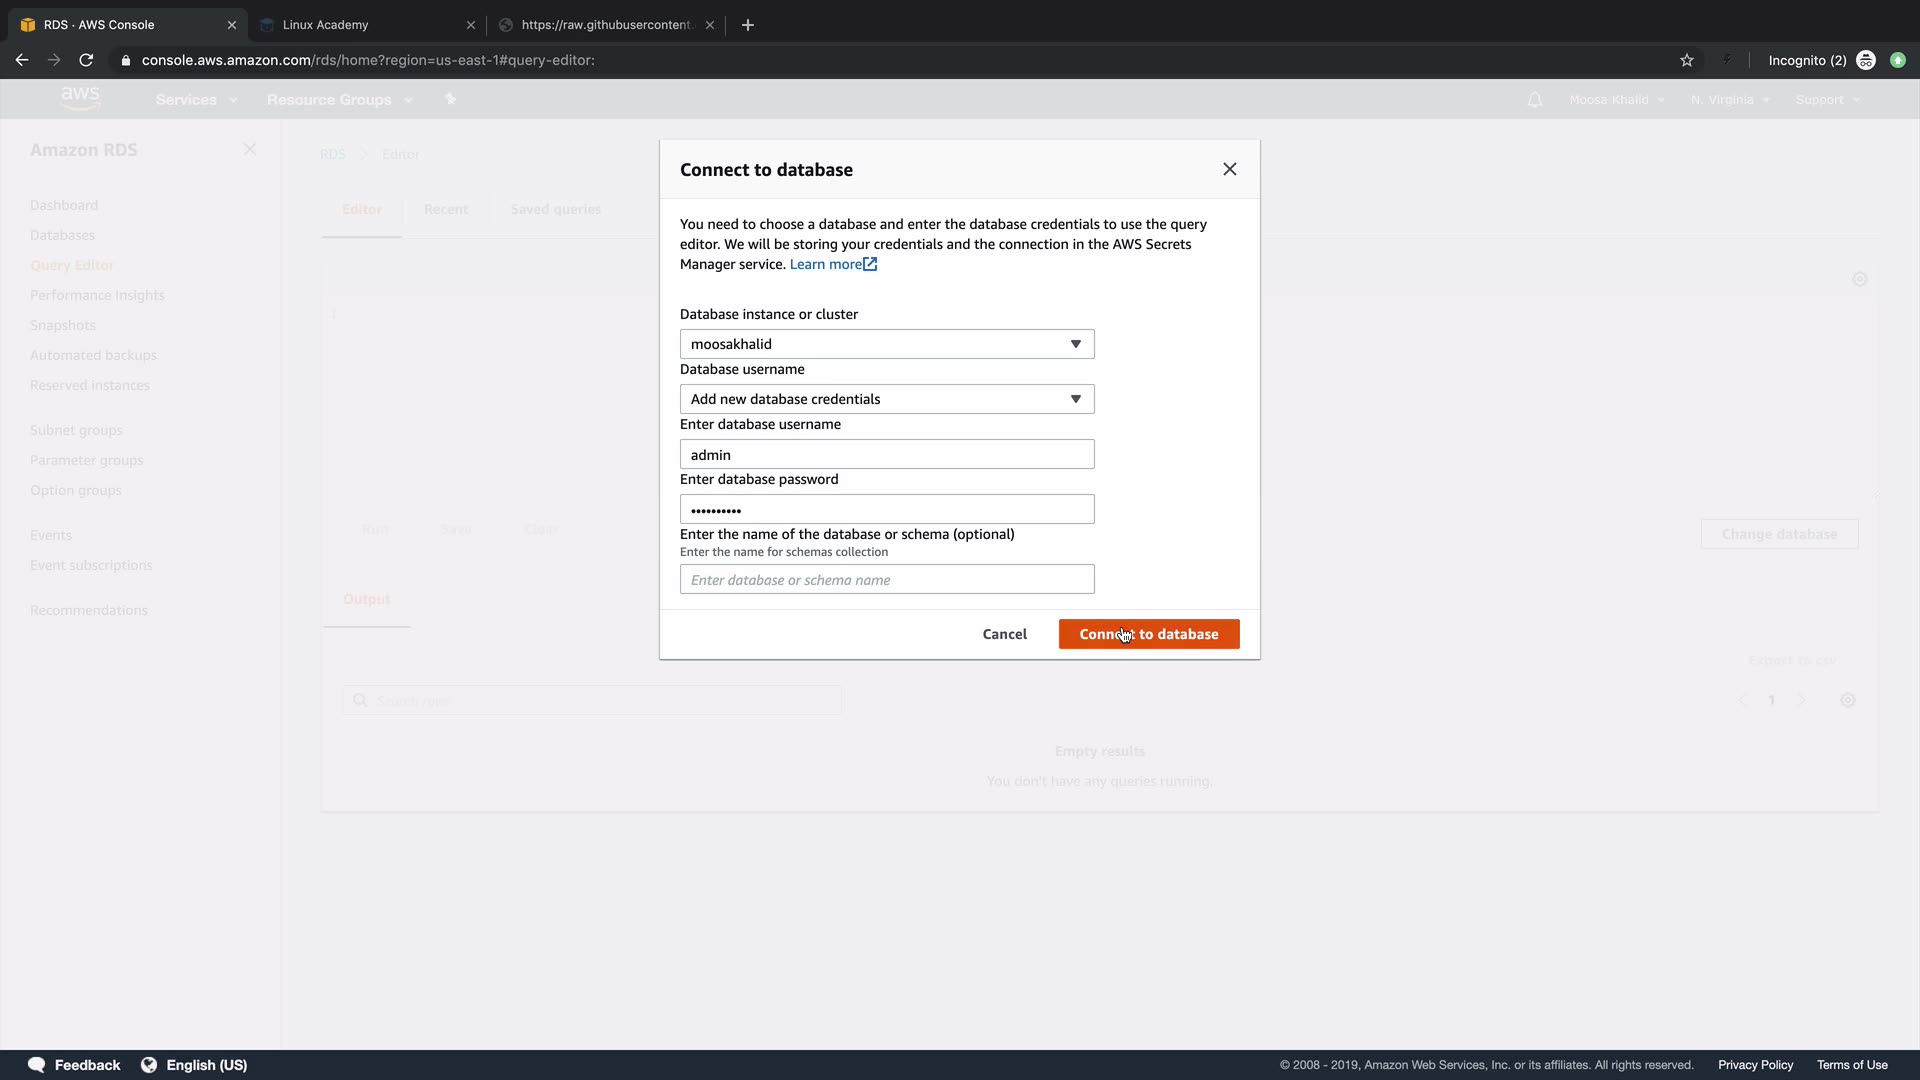 RDS · AWS Console
Linux Academy
https://raw.githubusercontent.
console.aws.amazon.com/rds/home?region=us-east-1#query-editor:
Incognito (2)
aws
Services
Resource Groups
Moosa Khalid
N. Virginia
Support
Amazon RDS
RDS
Editor
Dashboard
Databases
Query Editor
Performance Insights
Snapshots
Automated backups
Reserved instances
Subnet groups
Parameter groups
Option groups
Events
Event subscriptions
Recommendations
Editor
Recent
Saved queries
Connect to database
You need to choose a database and enter the database credentials to use the query
editor. We will be storing your credentials and the connection in the AWS Secrets
Manager service. Learn more
Database instance or cluster
moosakhalid
Database username
Add new database credentials
Enter database username
admin
Enter database password
••••••••••
Enter the name of the database or schema (optional)
Enter the name for schemas collection
Enter database or schema name
Cancel
Connect to database
Run
Save
Clear
Change database
Output
Export to csv
Search rows
1
Empty results
You don't have any queries running.
Feedback
English (US)
© 2008 - 2019, Amazon Web Services, Inc. or its affiliates. All rights reserved.
Privacy Policy
Terms of Use